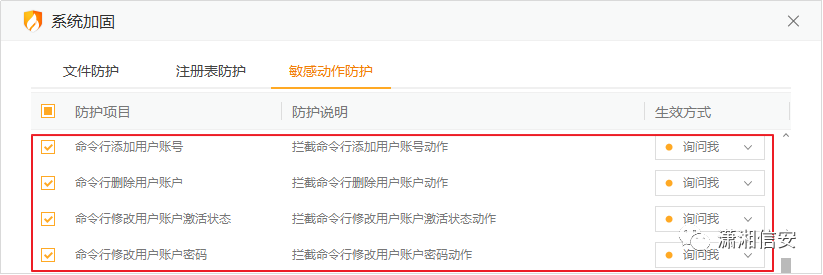 系统加固
文件防护 注册表防护 敏感动作防护
防护项目 防护说明 生效方式
命令行添加用户账号 拦截命令行添加用户账号动作 询问我
命令行删除用户账户 拦截命令行删除用户账户动作 询问我
命令行修改用户账户激活状态 拦截命令行修改用户账户激活状态动作 询问我
命令行修改用户账户密码 拦截命令行修改用户账户密码动作 询问我
潇湘信安